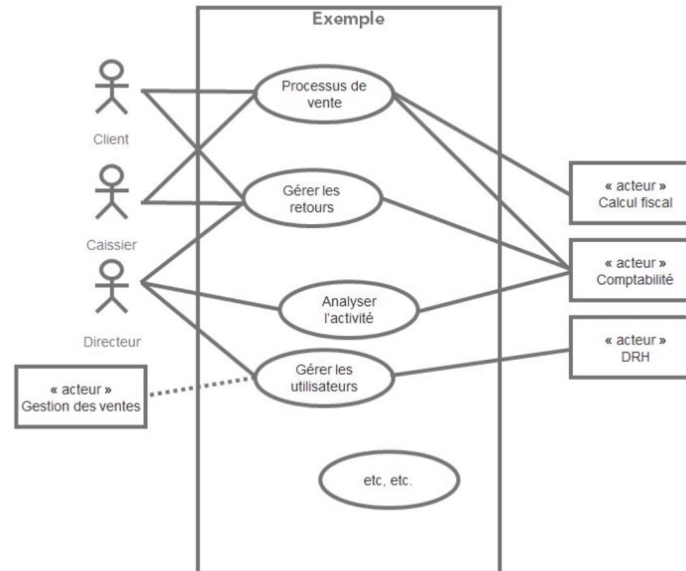 Exemple
Processus de
vente
Client
Gérer les
retours
« acteur »
Calcul fiscal
Caissier
« acteur »
Comptabilité
Analyser
l'activité
Directeur
« acteur »
DRH
Gérer les
utilisateurs
« acteur »
Gestion des ventes
etc, etc.